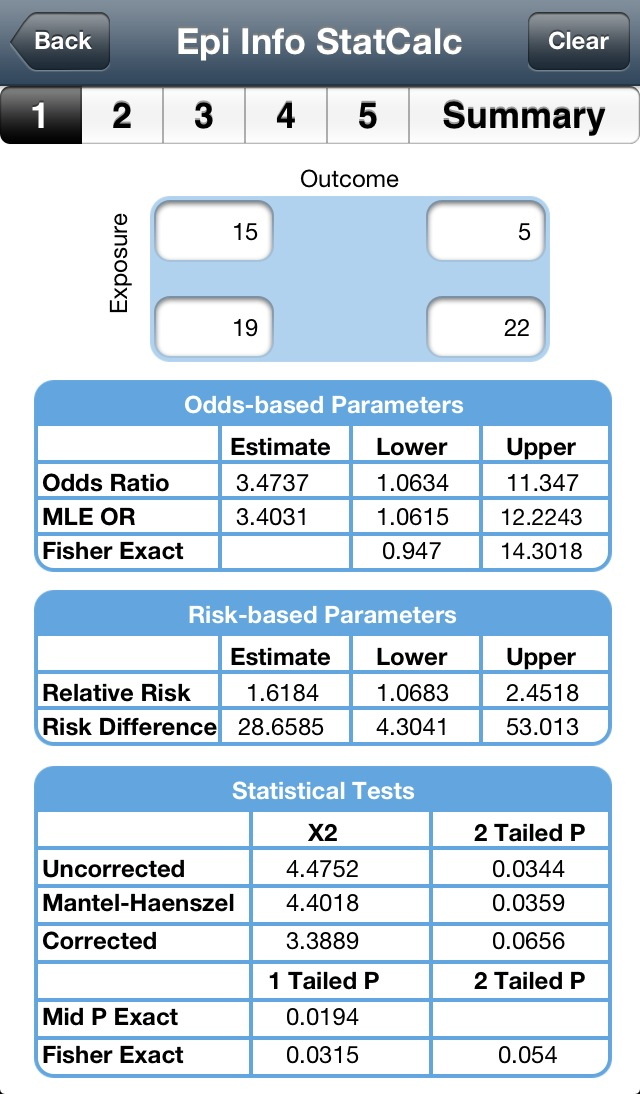 Back Epi Info StatCalc Clear
1 2 3 4 5 Summary
Outcome
Exposure
15 5
19 22
Odds-based Parameters
Estimate Lower Upper
Odds Ratio 3.4737 1.0634 11.347
MLE OR 3.4031 1.0615 12.2243
Fisher Exact 0.947 14.3018
Risk-based Parameters
Estimate Lower Upper
Relative Risk 1.6184 1.0683 2.4518
Risk Difference 28.6585 4.3041 53.013
Statistical Tests
X2 2 Tailed P
Uncorrected 4.4752 0.0344
Mantel-Haenszel 4.4018 0.0359
Corrected 3.3889 0.0656
1 Tailed P 2 Tailed P
Mid P Exact 0.0194
Fisher Exact 0.0315 0.054